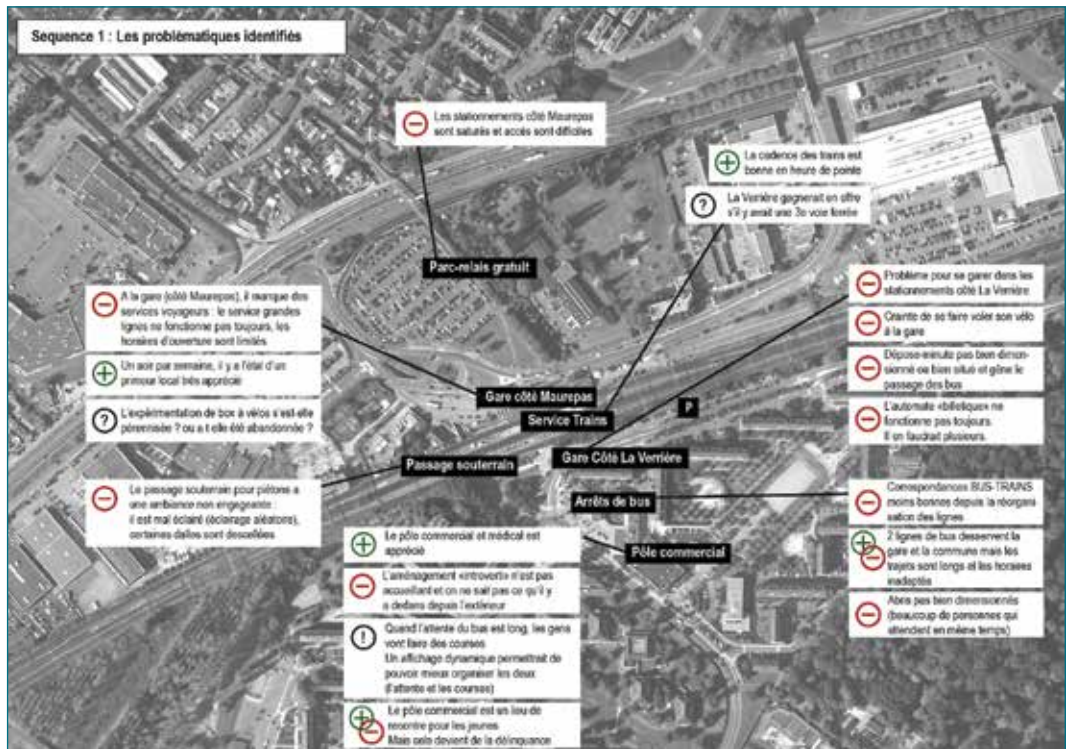 Sequence 1 : Les problématiques identifiés
Les stationnements côté Maurepas
sont saturés et accès sont difficiles
La cadence des trains est
bonne en heure de pointe
La Verrière gagnerait en offre
s'il y avait une 3e voie ferrée
Parc-relais gratuit
A la gare (côté Maurepas), il manque des
services voyageurs : le service grandes
lignes ne fonctionne pas toujours, les
horaires d'ouverture sont limités
Un soir par semaine, il y a l'étal d'un
primeur local très apprécié
L'expérimentation de box à vélos s'est-elle
pérennisée ? ou a t elle été abandonnée ?
Le passage souterrain pour piétons a
une ambiance non engageante :
il est mal éclairé (éclairage aléatoire),
certaines dalles sont descellées
Gare côté Maurepas
Service Trains
P
Gare Côté La Verrière
Passage souterrain
Arrêts de bus
Pôle commercial
Problème pour se garer dans les
stationnements côté La Verrière
Crainte de se faire voler son vélo
à la gare
Dépose-minute pas bien dimen-
sionné ou bien situé et gêne le
passage des bus
L'automate «billetique» ne
fonctionne pas toujours.
Il en faudrait plusieurs.
Correspondances BUS-TRAINS
moins bonnes depuis la réorgani
sation des lignes
2 lignes de bus desservent la
gare et la commune mais les
trajets sont longs et les horaires
inadaptés
Abris pas bien dimensionnés
(beaucoup de personnes qui
attendent en même temps)
Le pôle commercial et médical est
apprécié
L'aménagement «introverti» n'est pas
accueillant et on ne sait pas ce qu'il y
a dedans depuis l'extérieur
Quand l'attente du bus est long, les gens
vont faire des courses
Un affichage dynamique permettrait de
pouvoir mieux organiser les deux
(l'attente et les courses)
Le pôle commercial est un lieu de
recontre pour les jeunes
Mais cela devient de la délinquance